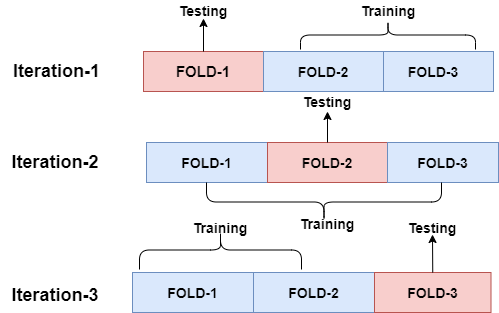 Testing Training
Iteration-1 FOLD-1 FOLD-2 FOLD-3
Testing
Iteration-2 FOLD-1 FOLD-2 FOLD-3
Training Training Testing
Iteration-3 FOLD-1 FOLD-2 FOLD-3